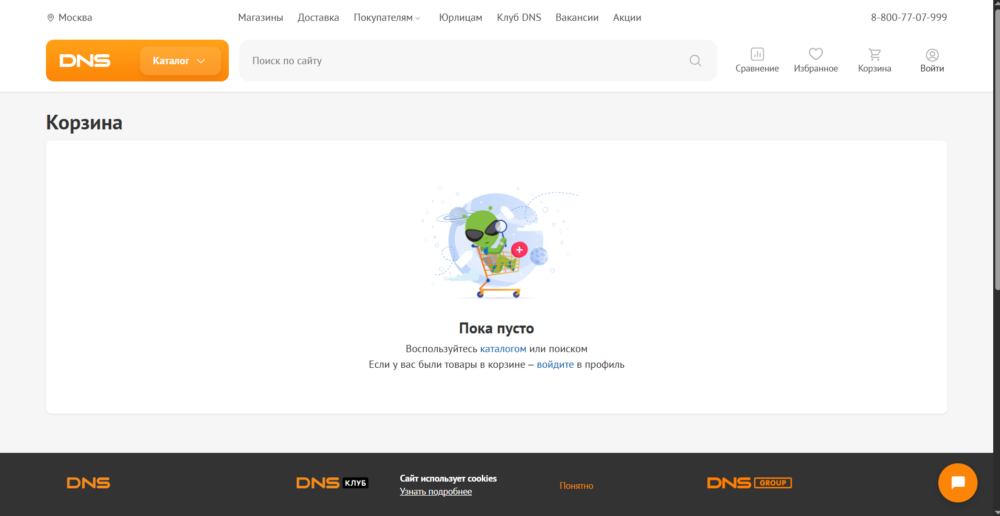 Москва
Магазины Доставка Покупателям Юрлицам Клуб DNS Вакансии Акции
8-800-77-07-999
DNS
Каталог
Поиск по сайту
Сравнение
Избранное
Корзина
Войти
Корзина
Пока пусто
Воспользуйтесь каталогом или поиском
Если у вас были товары в корзине – войдите в профиль
DNS
DNS КЛУБ
Сайт использует cookies
Узнать подробнее
Понятно
DNS GROUP